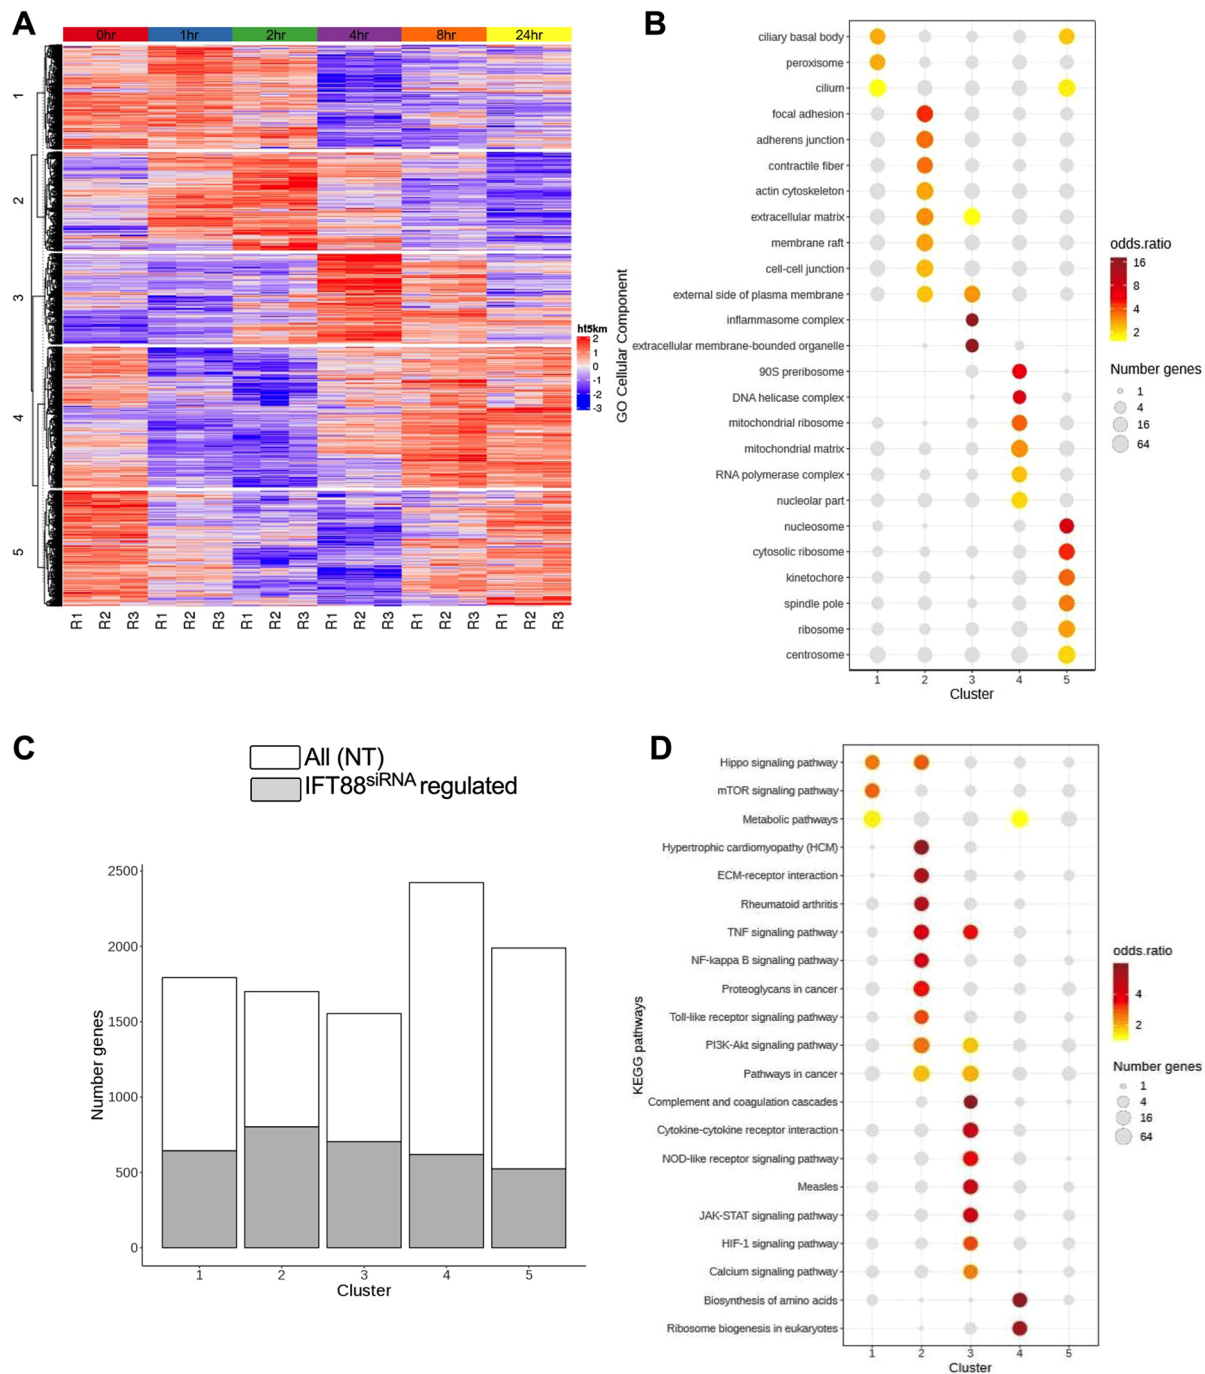 A
0hr 1hr 2hr 4hr 8hr 24hr
1
2
3
4
5
R1 R2 R3 R1 R2 R3 R1 R2 R3 R1 R2 R3 R1 R2 R3 R1 R2 R3
ht5km
2
1
0
-1
-2
-3
B
GO Cellular Component
ciliary basal body
peroxisome
cilium
focal adhesion
adherens junction
contractile fiber
actin cytoskeleton
extracellular matrix
membrane raft
cell-cell junction
external side of plasma membrane
inflammasome complex
extracellular membrane-bounded organelle
90S preribosome
DNA helicase complex
mitochondrial ribosome
mitochondrial matrix
RNA polymerase complex
nucleolar part
nucleosome
cytosolic ribosome
kinetochore
spindle pole
ribosome
centrosome
1 2 3 4 5
Cluster
odds.ratio
16
8
4
2
Number genes
1
4
16
64
C
All (NT)
IFT88siRNA regulated
Number genes
2500
2000
1500
1000
500
0
1 2 3 4 5
Cluster
D
KEGG pathways
Hippo signaling pathway
mTOR signaling pathway
Metabolic pathways
Hypertrophic cardiomyopathy (HCM)
ECM-receptor interaction
Rheumatoid arthritis
TNF signaling pathway
NF-kappa B signaling pathway
Proteoglycans in cancer
Toll-like receptor signaling pathway
PI3K-Akt signaling pathway
Pathways in cancer
Complement and coagulation cascades
Cytokine-cytokine receptor interaction
NOD-like receptor signaling pathway
Measles
JAK-STAT signaling pathway
HIF-1 signaling pathway
Calcium signaling pathway
Biosynthesis of amino acids
Ribosome biogenesis in eukaryotes
1 2 3 4 5
Cluster
odds.ratio
4
2
Number genes
1
4
16
64